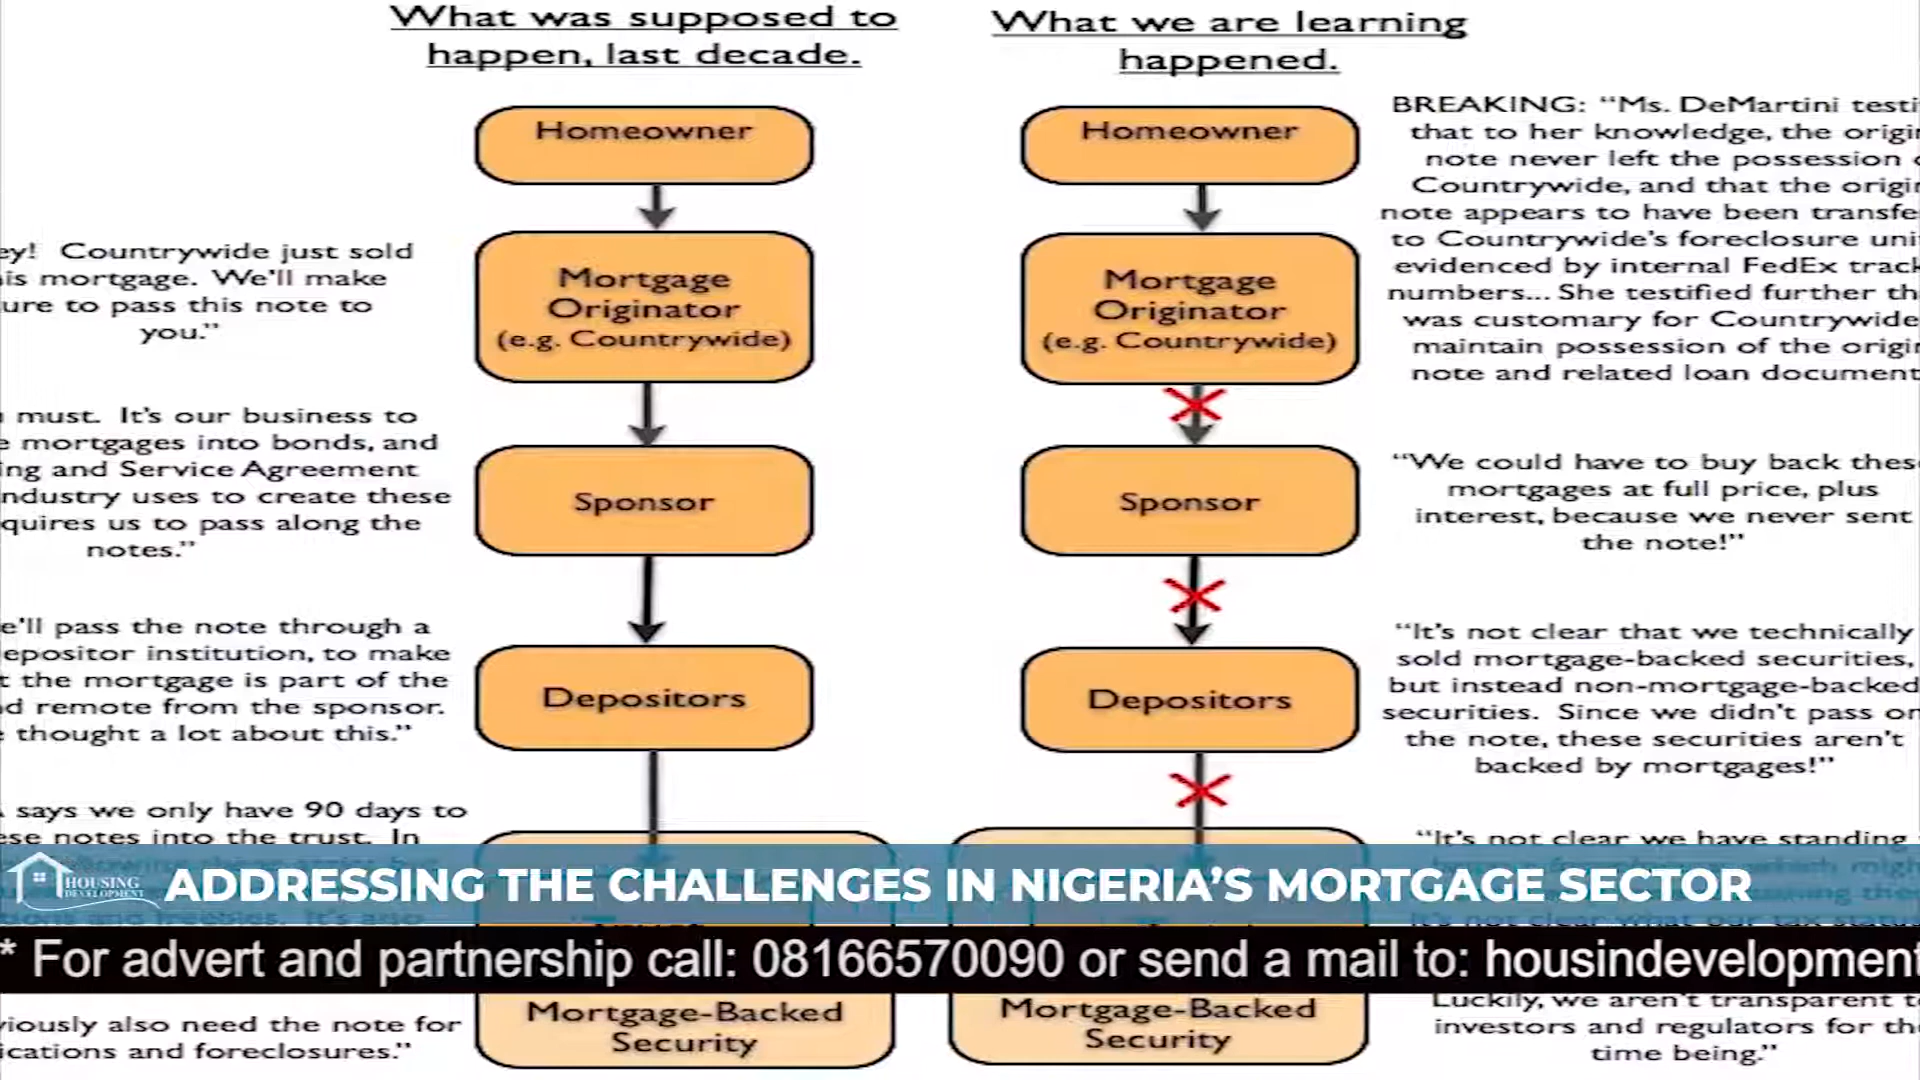 What was supposed to
happen, last decade.
What we are learning
happened.
Homeowner
Mortgage
Originator
(e.g. Countrywide)
Sponsor
Depositors
Mortgage-Backed
Security
Homeowner
Mortgage
Originator
(e.g. Countrywide)
Sponsor
Depositors
Mortgage-Backed
Security
ey! Countrywide just sold
is mortgage. We'll make
ure to pass this note to
you.”
must. It's our business to
e mortgages into bonds, and
ing and Service Agreement
ndustry uses to create these
quires us to pass along the
notes.”
e'll pass the note through a
epositor institution, to make
t the mortgage is part of the
d remote from the sponsor.
thought a lot about this.”
says we only have 90 days to
ese notes into the trust. In
viously also need the note for
ications and foreclosures.”
BREAKING: “Ms. DeMartini testi
that to her knowledge, the origin
note never left the possession
Countrywide, and that the origin
note appears to have been transfe
to Countrywide's foreclosure uni
evidenced by internal FedEx track
numbers... She testified further th
was customary for Countrywide
maintain possession of the origin
note and related loan document
“We could have to buy back thes
mortgages at full price, plus
interest, because we never sent
the note!”
“It's not clear that we technically
sold mortgage-backed securities,
but instead non-mortgage-backed
securities. Since we didn't pass on
the note, these securities aren't
backed by mortgages!”
“It's not clear we have standing
Luckily, we aren't transparent t
investors and regulators for the
time being.”
HOUSING
DEVELOPMENT
ADDRESSING THE CHALLENGES IN NIGERIA’S MORTGAGE SECTOR
* For advert and partnership call: 08166570090 or send a mail to: housindevelopment